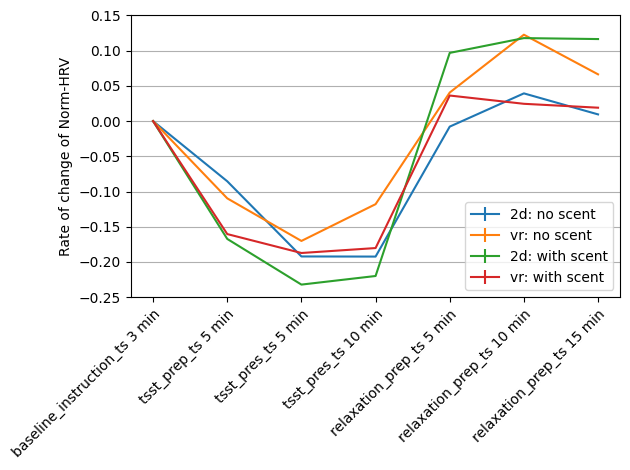 0.15
0.10
0.05
0.00
−0.05
−0.10
−0.15
−0.20
−0.25
Rate of change of Norm-HRV
2d: no scent
vr: no scent
2d: with scent
vr: with scent
baseline_instruction_ts 3 min
tsst_prep_ts 5 min
tsst_pres_ts 5 min
tsst_pres_ts 10 min
relaxation_prep_ts 5 min
relaxation_prep_ts 10 min
relaxation_prep_ts 15 min